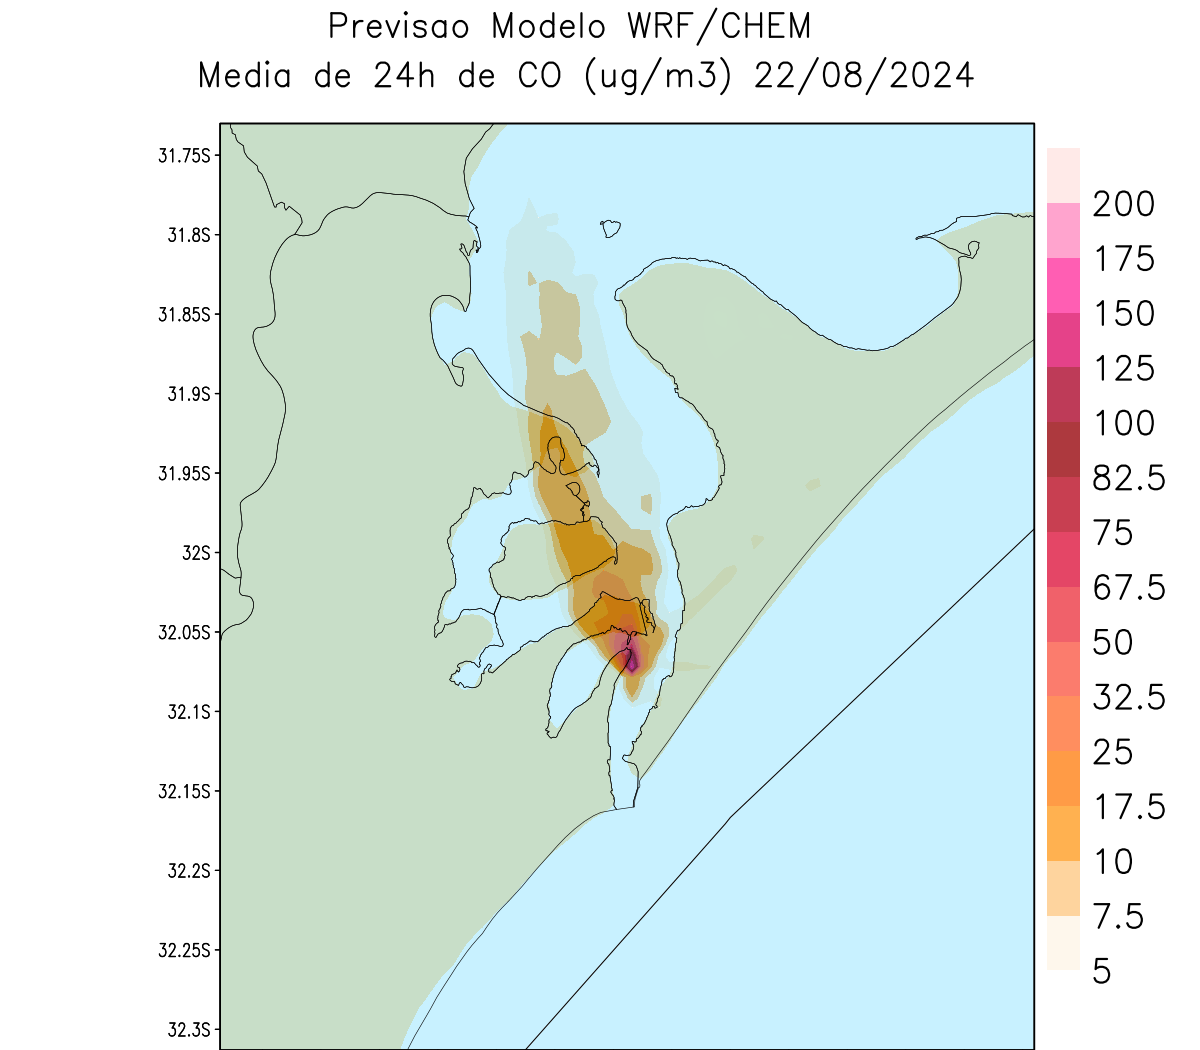 Previsao Modelo WRF/CHEM
Media de 24h de CO (ug/m3) 22/08/2024
31.75S
31.8S
31.85S
31.9S
31.95S
32S
32.05S
32.1S
32.15S
32.2S
32.25S
32.3S
200
175
150
125
100
82.5
75
67.5
50
32.5
25
17.5
10
7.5
5